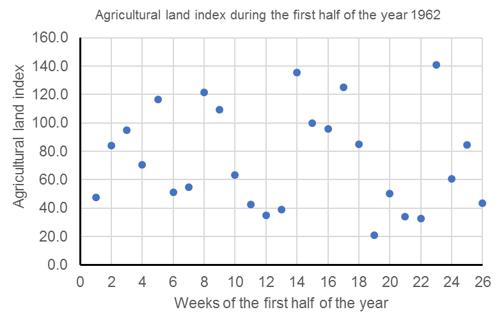 Agricultural land index during the first half of the year 1962
160.0
140.0
120.0
100.0
80.0
60.0
40.0
20.0
0.0
Agricultural land index
0 2 4 6 8 10 12 14 16 18 20 22 24 26
Weeks of the first half of the year